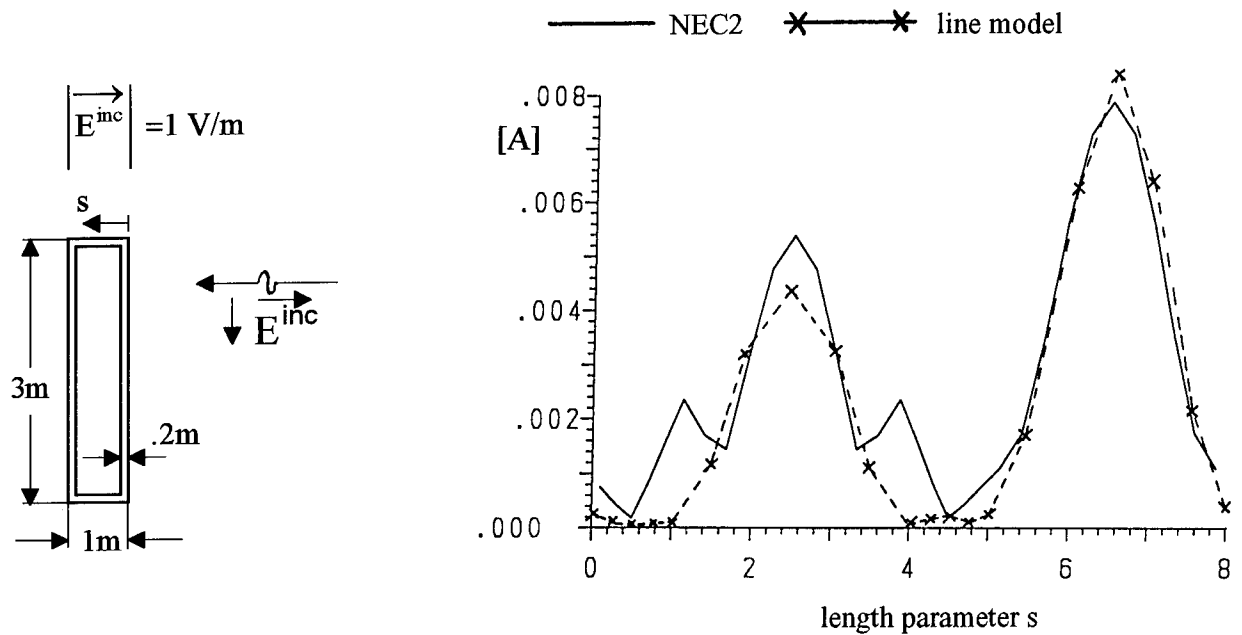 NEC2
line model
E^inc =1 V/m
s
E^inc
3m
.2m
1m
[A]
.008
.006
.004
.002
.000
0 2 4 6 8
length parameter s